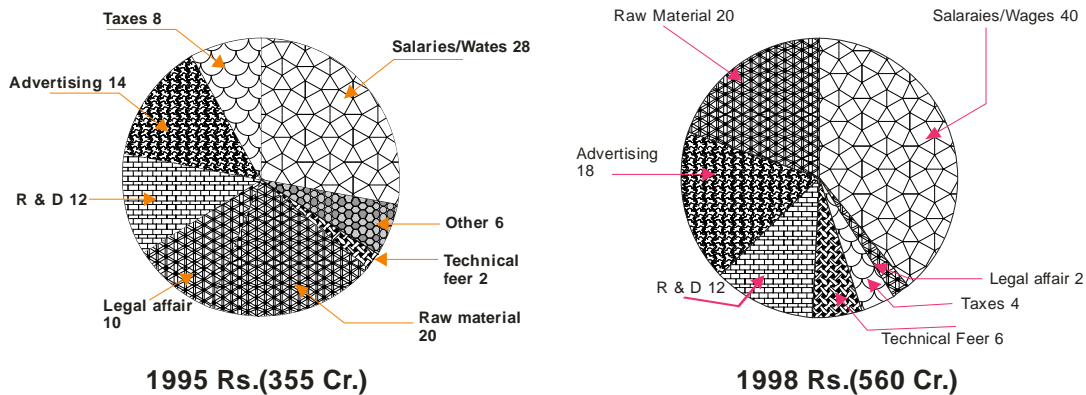 Taxes 8
Salaries/Wates 28
Advertising 14
R & D 12
Other 6
Technical
feer 2
Legal affair
10
Raw material
20
1995 Rs.(355 Cr.)
Raw Material 20
Salaraies/Wages 40
Advertising
18
R & D 12
Legal affair 2
Taxes 4
Technical Feer 6
1998 Rs.(560 Cr.)